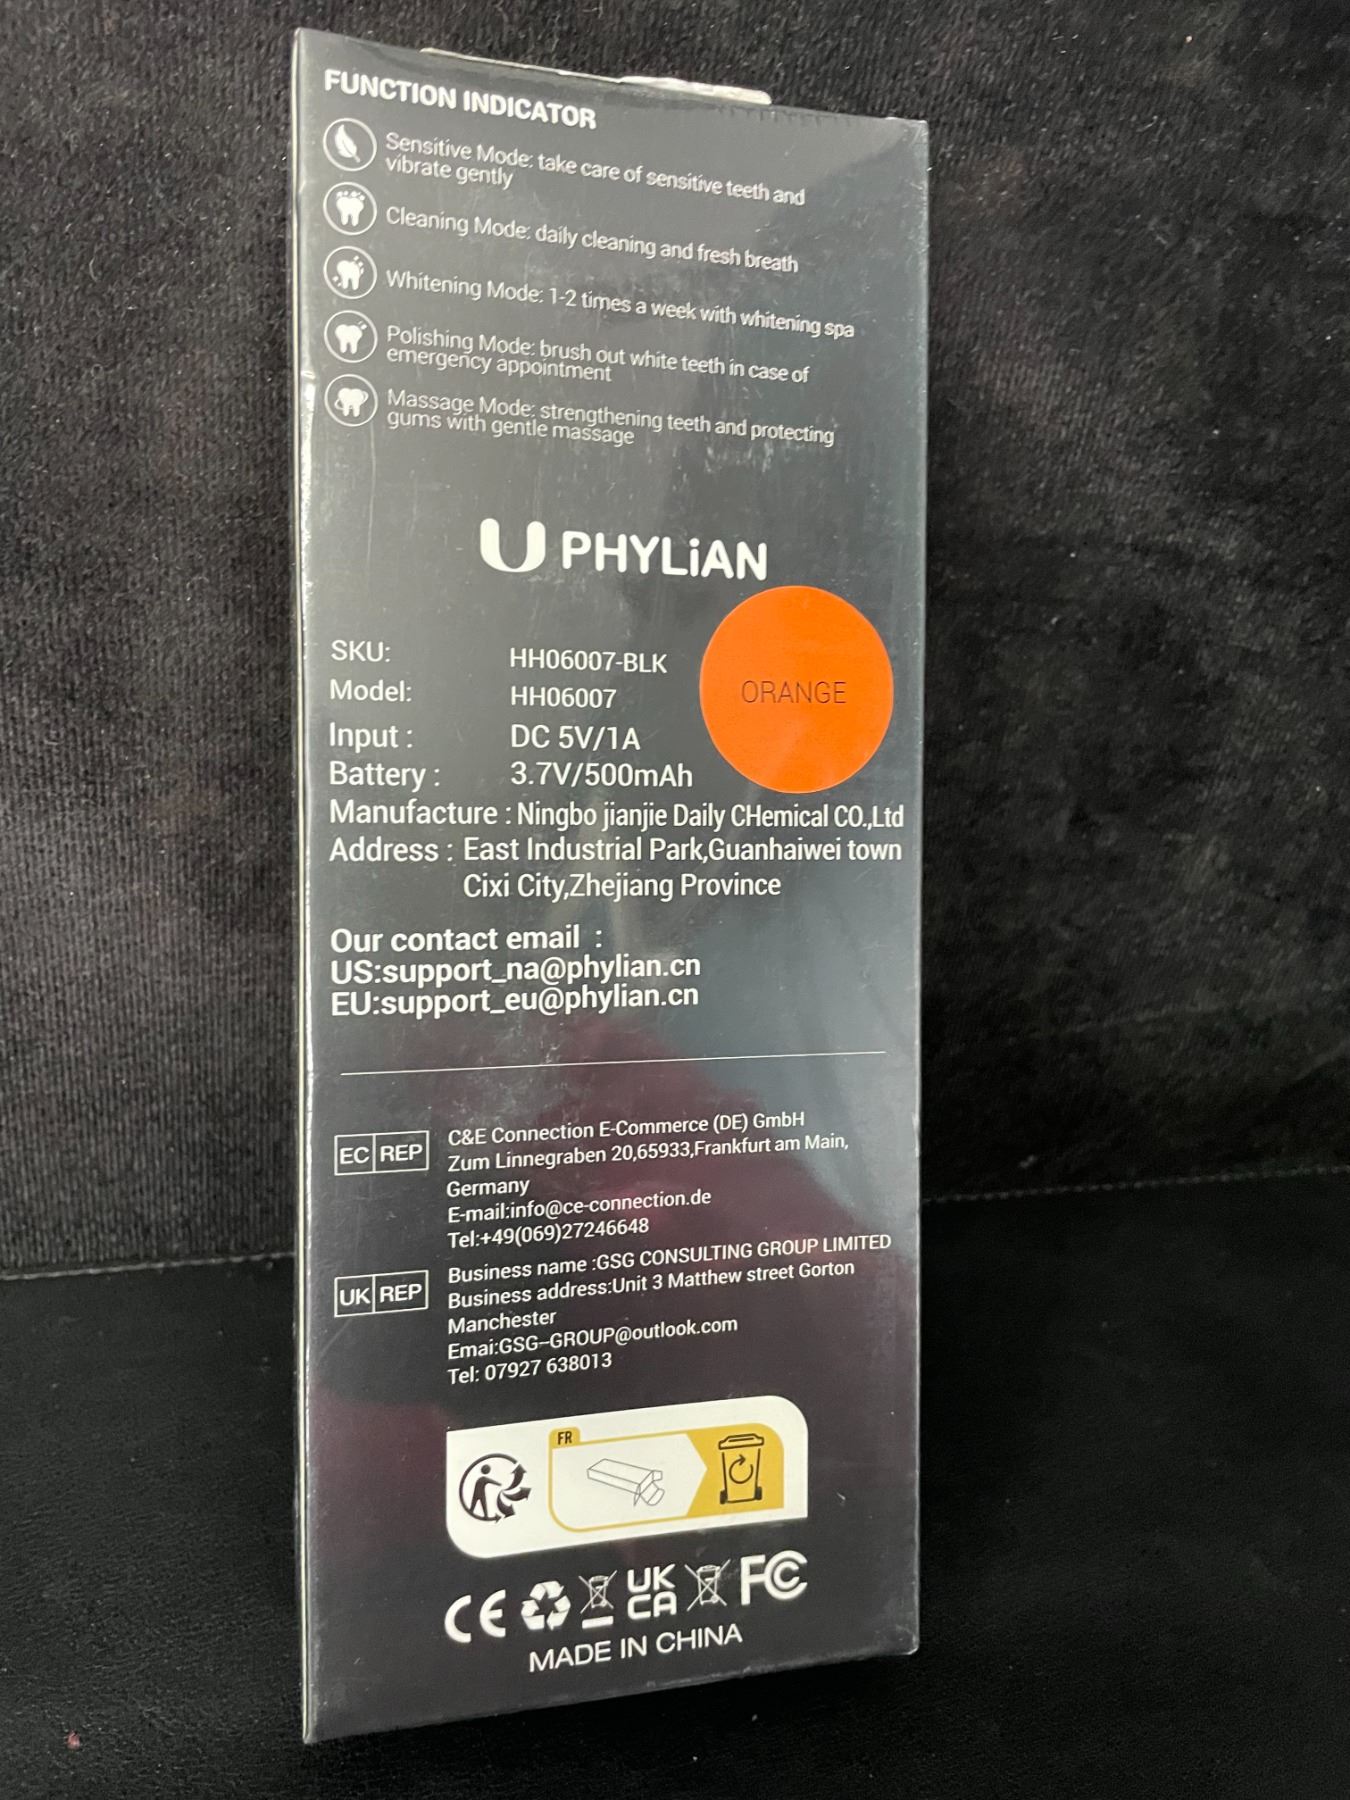 FUNCTION INDICATOR
Sensitive Mode: take care of sensitive teeth and
vibrate gently
Cleaning Mode: daily cleaning and fresh breath
Whitening Mode: 1-2 times a week with whitening spa
Polishing Mode: brush out white teeth in case of
emergency appointment
Massage Mode: strengthening teeth and protecting
gums with gentle massage
U PHYLiAN
SKU: HH06007-BLK
Model: HH06007
ORANGE
Input : DC 5V/1A
Battery : 3.7V/500mAh
Manufacture : Ningbo jianjie Daily CHemical CO.,Ltd
Address : East Industrial Park,Guanhaiwei town
Cixi City,Zhejiang Province
Our contact email :
US:support_na@phylian.cn
EU:support_eu@phylian.cn
EC REP
C&E Connection E-Commerce (DE) GmbH
Zum Linnegraben 20,65933,Frankfurt am Main,
Germany
E-mail:info@ce-connection.de
Tel:+49(069)27246648
UK REP
Business name :GSG CONSULTING GROUP LIMITED
Business address:Unit 3 Matthew street Gorton
Manchester
Emai:GSG-GROUP@outlook.com
Tel: 07927 638013
FR
CE UK CA FC
MADE IN CHINA